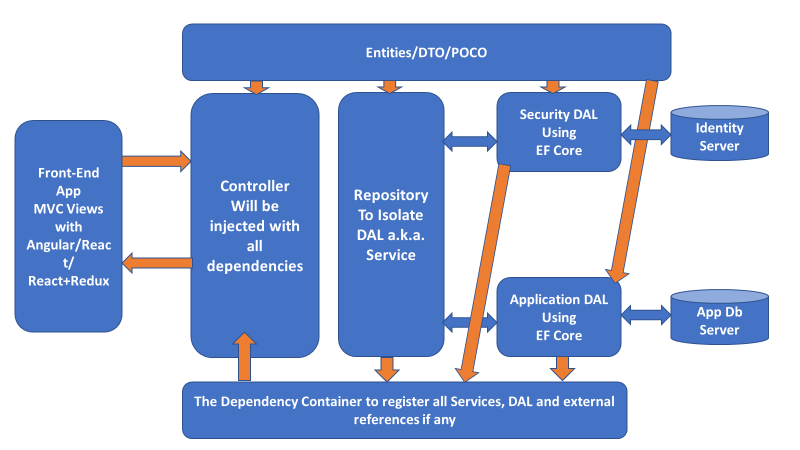 Entities/DTO/POCO
Front-End
App
MVC Views
with
Angular/Reac
t/
React+Redux
Controller
Will be
injected with
all
dependencies
Repository
To Isolate
DAL a.k.a.
Service
Security DAL
Using
EF Core
Identity
Server
Application DAL
Using
EF Core
App Db
Server
The Dependency Container to register all Services, DAL and external
references if any